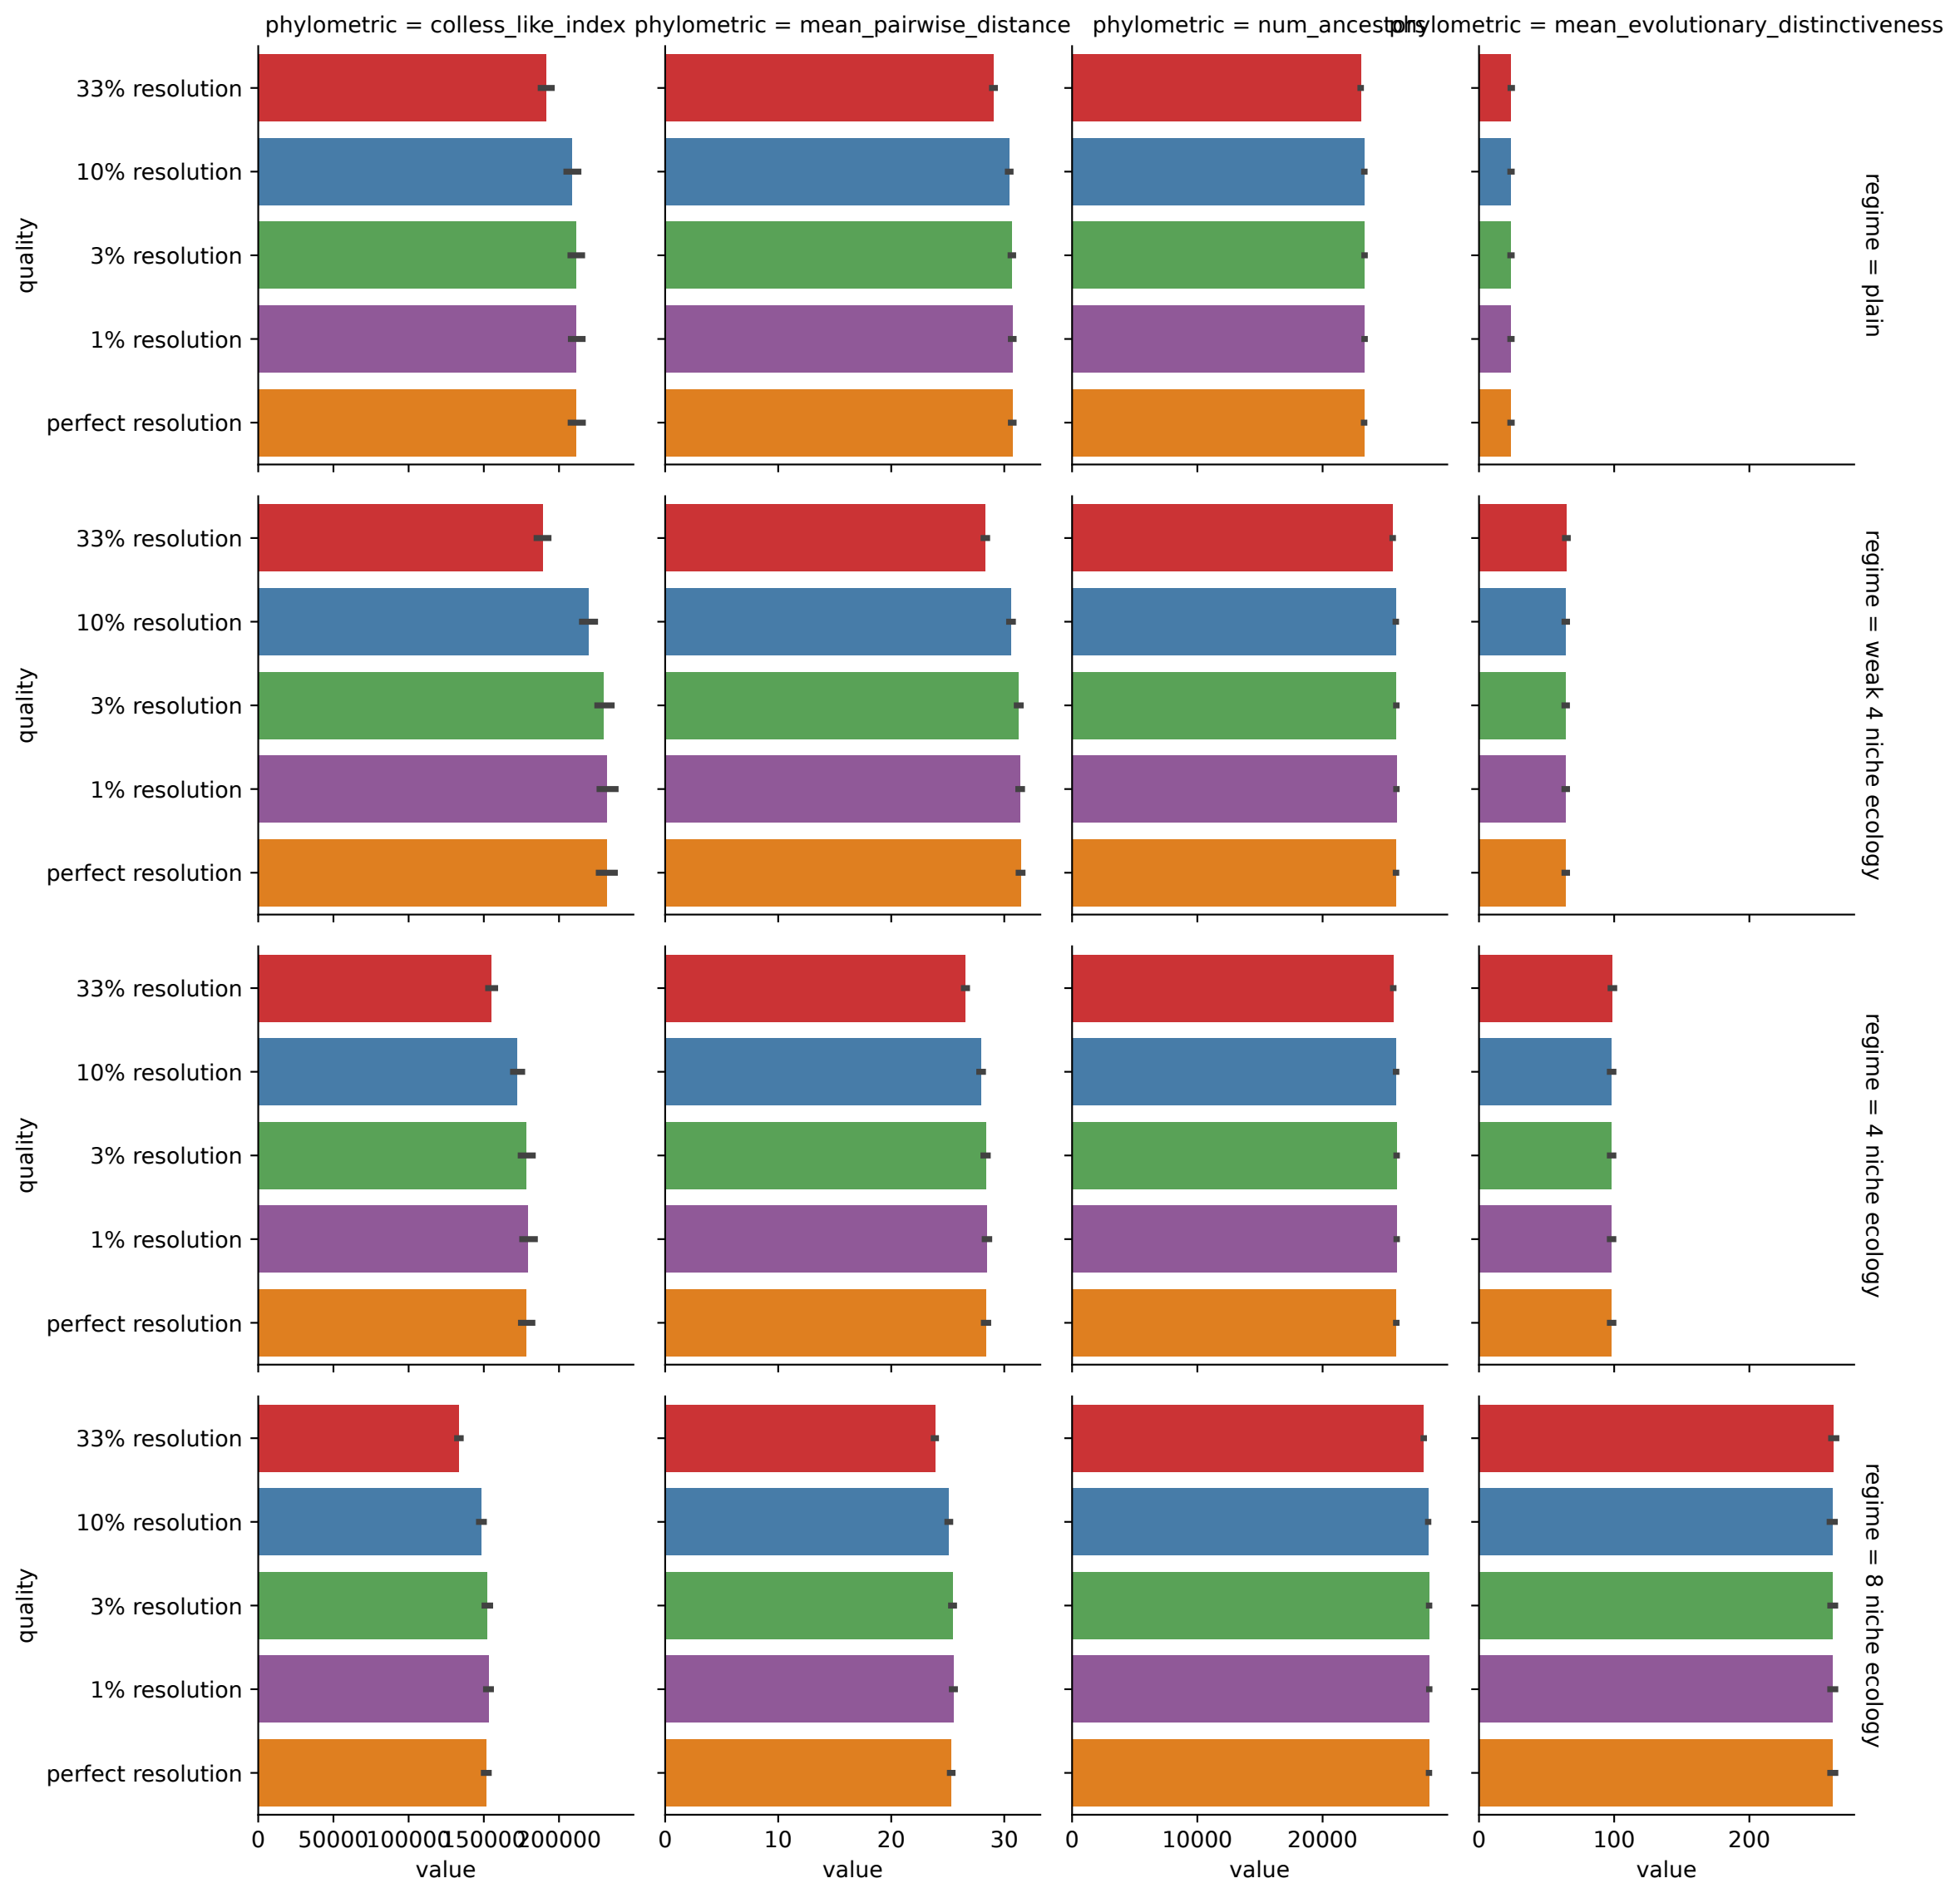 phylometric = colless_like_index
phylometric = mean_pairwise_distance
phylometric = num_ancestors
phylometric = mean_evolutionary_distinctiveness
quality
33% resolution
10% resolution
3% resolution
1% resolution
perfect resolution
regime = plain
quality
33% resolution
10% resolution
3% resolution
1% resolution
perfect resolution
regime = weak 4 niche ecology
quality
33% resolution
10% resolution
3% resolution
1% resolution
perfect resolution
regime = 4 niche ecology
quality
33% resolution
10% resolution
3% resolution
1% resolution
perfect resolution
regime = 8 niche ecology
0 50000 100000 150000 200000
value
0 10 20 30
value
0 10000 20000
value
0 100 200
value